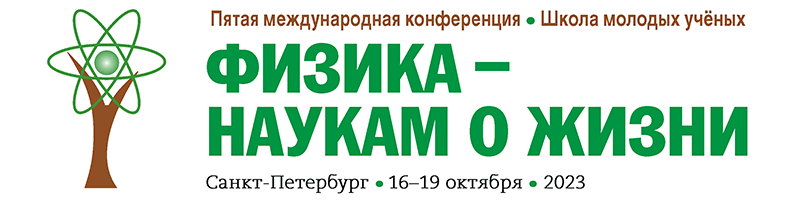 Пятая международная конференция • Школа молодых учёных
ФИЗИКА –
НАУКАМ О ЖИЗНИ
Санкт-Петербург • 16–19 октября • 2023